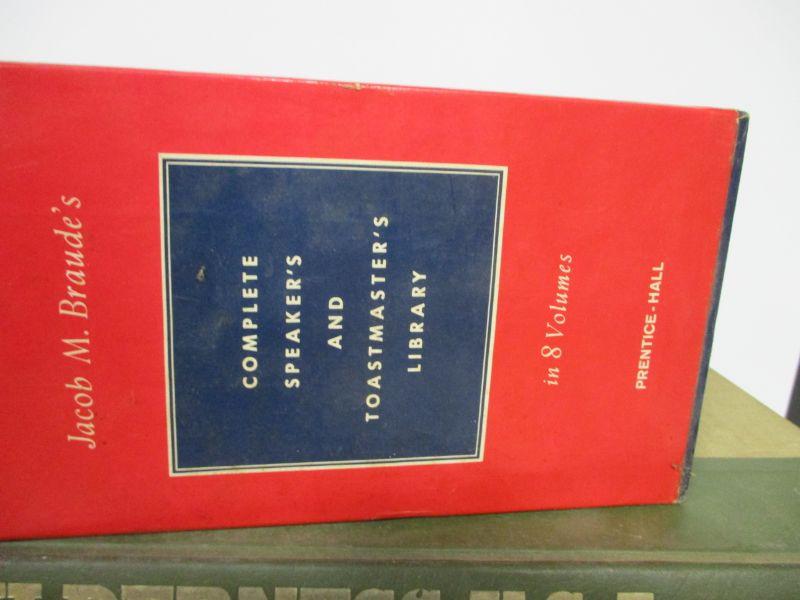 Jacob M. Braude's
COMPLETE
SPEAKER'S
AND
TOASTMASTER'S
LIBRARY
in 8 Volumes
PRENTICE-HALL